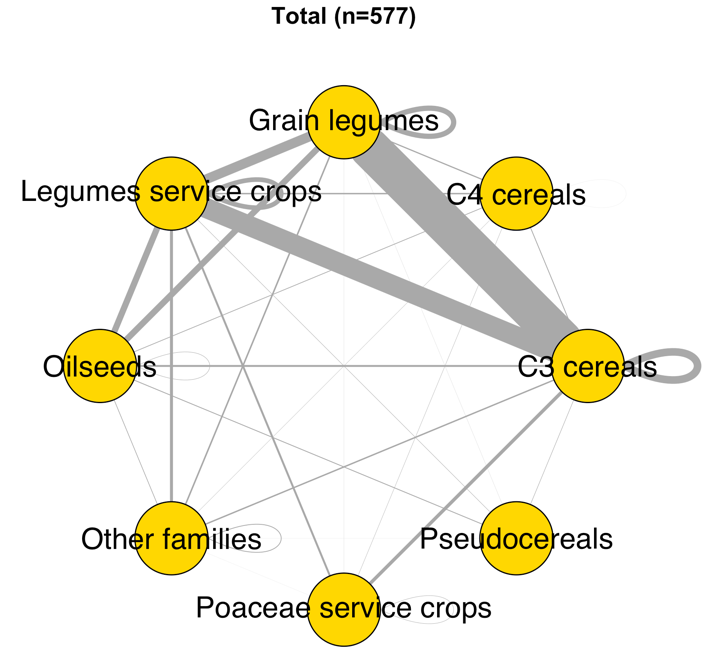 Total (n=577)
Grain legumes
Legumes service crops
C4 cereals
Oilseeds
C3 cereals
Other families
Pseudocereals
Poaceae service crops